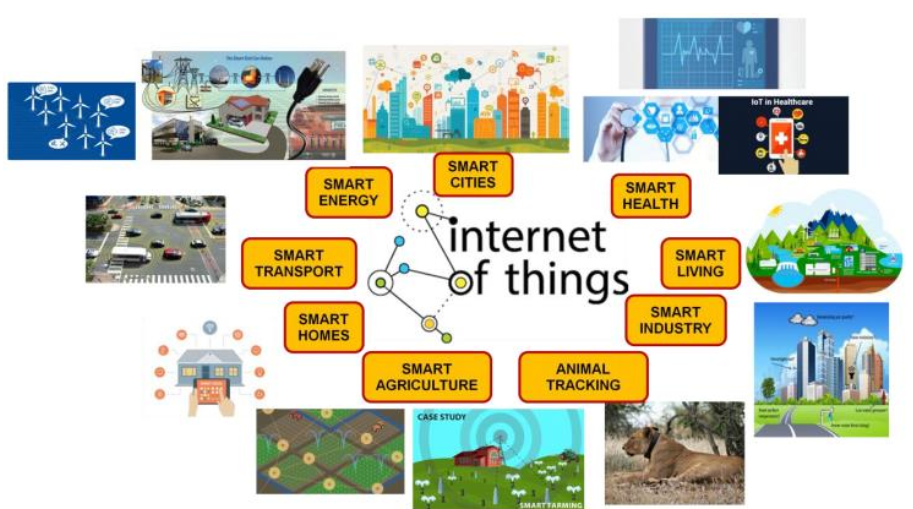 IoT in Healthcare
SMART
CITIES
SMART
ENERGY
SMART
HEALTH
SMART
TRANSPORT
internet
of things
SMART
LIVING
SMART
HOMES
SMART
INDUSTRY
SMART
AGRICULTURE
ANIMAL
TRACKING
CASE STUDY
SMART FARMING